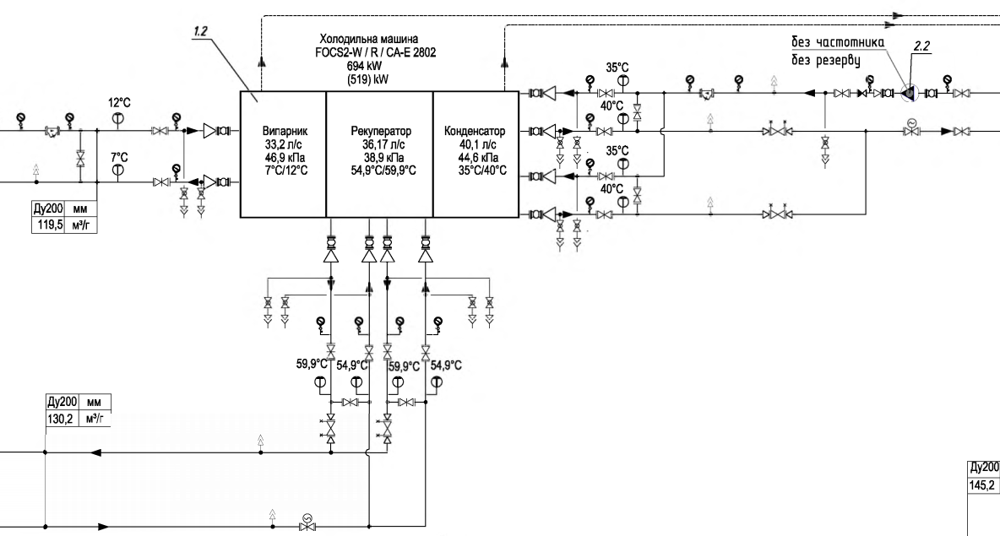 1.2
Холодильна машина
FOCS2-W / R / CA-E 2802
694 kW
(519) kW
без частотника
без резерву
2.2
12°C
7°C
Ду200 мм
119,5 м³/г
Випарник
33,2 л/с
46,9 кПа
7°C/12°C
Рекуператор
36,17 л/с
38,9 кПа
54,9°C/59,9°C
Конденсатор
40,1 л/с
44,6 кПа
35°C/40°C
35°C
40°C
35°C
40°C
59,9°C
54,9°C
59,9°C
54,9°C
Ду200 мм
130,2 м³/г
Ду200
145,2